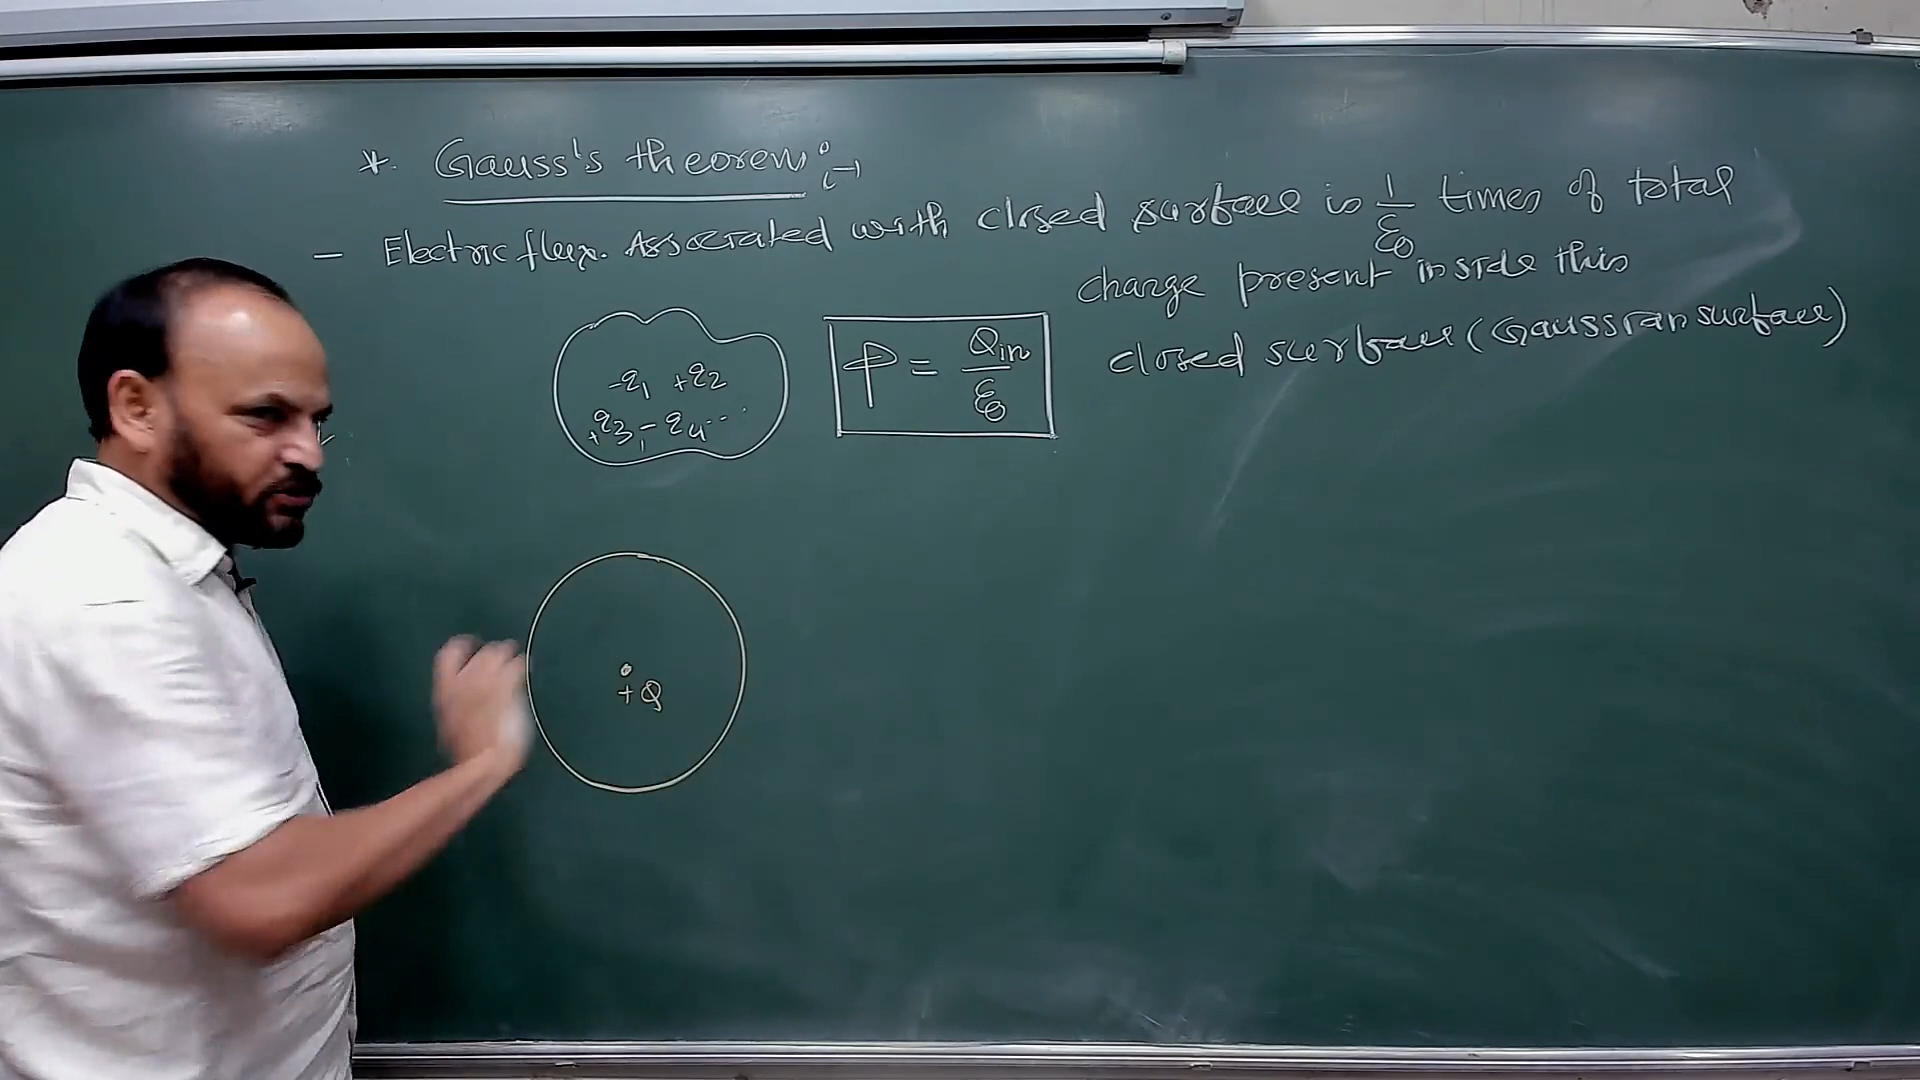 *. Gauss's theorem :-
- Electric flux. Associated with closed surface is 1/ε0 times of total
charge present inside this
closed surface (Gaussian surface)
-q1 +q2
+q3, -q4...
φ = Qin/ε0
+Q